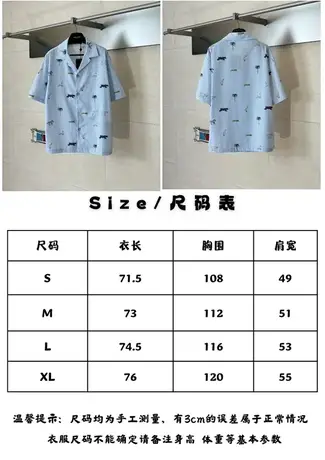 Size/尺码表
尺码 衣长 胸围 肩宽
S 71.5 108 49
M 73 112 51
L 74.5 116 53
XL 76 120 55
温馨提示：尺码均为手工测量、有3cm的误差属于正常情况
衣服尺码不能确定请备注身高 体重等基本参数